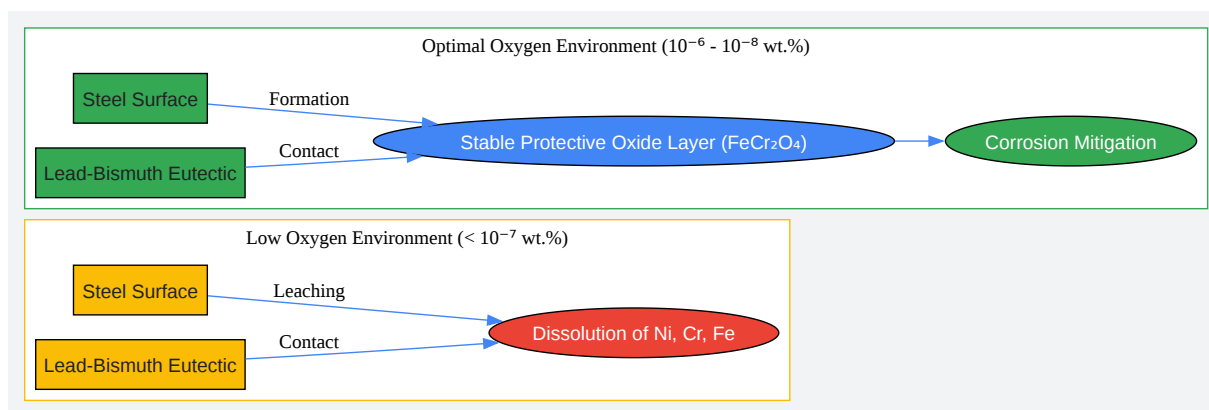 Optimal Oxygen Environment (10⁻⁶ - 10⁻⁸ wt.%)
Steel Surface
Formation
Lead-Bismuth Eutectic
Contact
Stable Protective Oxide Layer (FeCr₂O₄)
Corrosion Mitigation
Low Oxygen Environment (< 10⁻⁷ wt.%)
Steel Surface
Leaching
Lead-Bismuth Eutectic
Contact
Dissolution of Ni, Cr, Fe